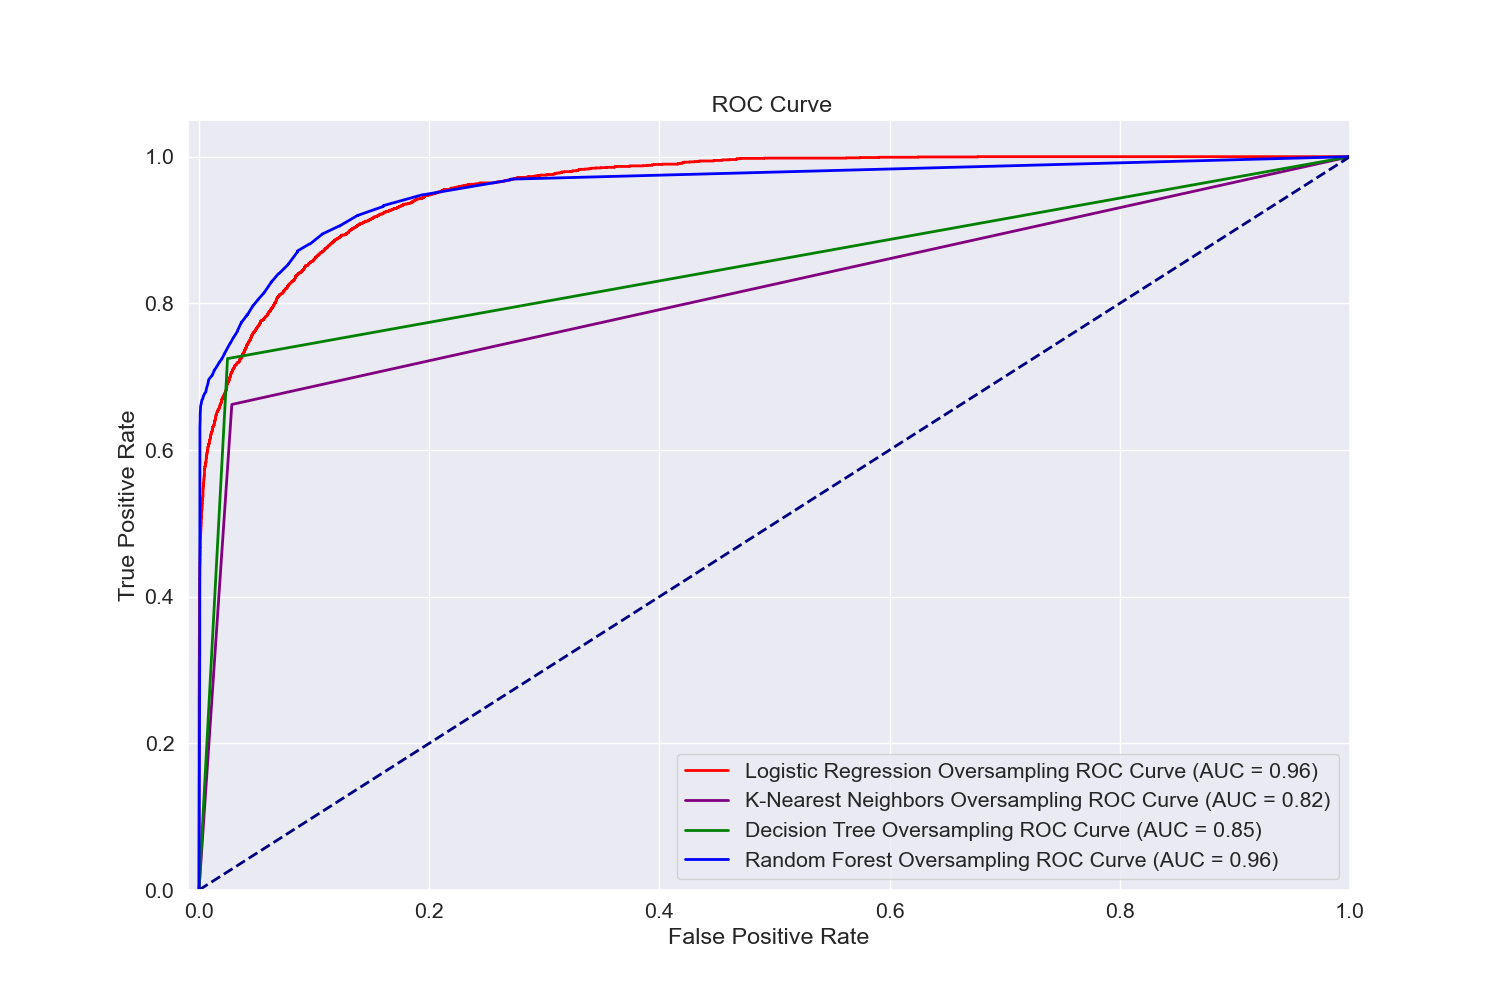 ROC Curve
1.0
0.8
0.6
0.4
0.2
0.0
True Positive Rate
0.0 0.2 0.4 0.6 0.8 1.0
False Positive Rate
Logistic Regression Oversampling ROC Curve (AUC = 0.96)
K-Nearest Neighbors Oversampling ROC Curve (AUC = 0.82)
Decision Tree Oversampling ROC Curve (AUC = 0.85)
Random Forest Oversampling ROC Curve (AUC = 0.96)